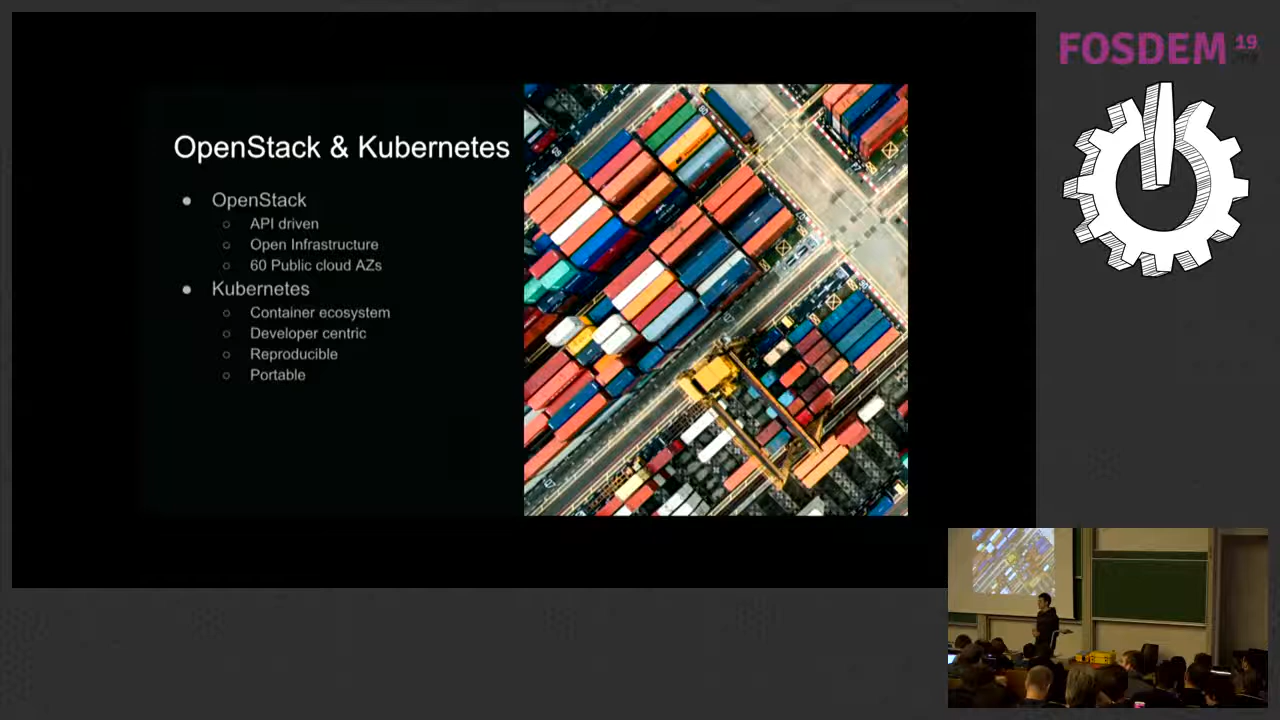 OpenStack & Kubernetes
● OpenStack
○ API driven
○ Open Infrastructure
○ 60 Public cloud AZs
● Kubernetes
○ Container ecosystem
○ Developer centric
○ Reproducible
○ Portable
FOSDEM 19